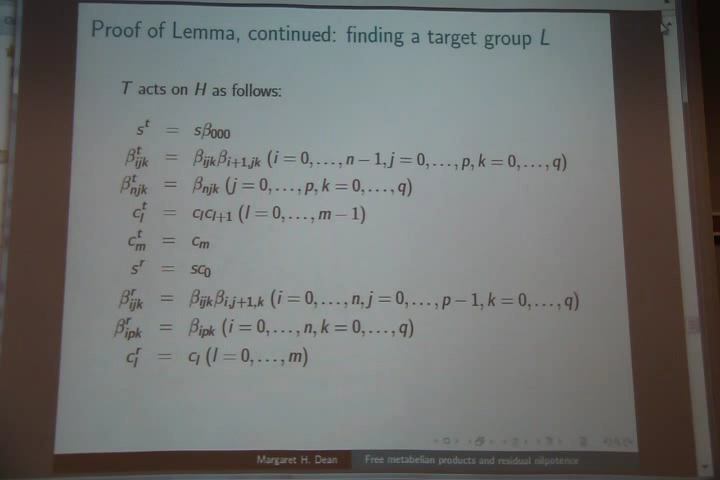 Proof of Lemma, continued: finding a target group L
T acts on H as follows:
s^t = sβ_000
β^t_ijk = β_ijk β_i+1,jk (i = 0, . . . , n − 1, j = 0, . . . , p, k = 0, . . . , q)
β^t_njk = β_njk (j = 0, . . . , p, k = 0, . . . , q)
c^t_l = c_l c_l+1 (l = 0, . . . , m − 1)
c^t_m = c_m
s^r = sc_0
β^r_ijk = β_ijk β_i,j+1,k (i = 0, . . . , n, j = 0, . . . , p − 1, k = 0, . . . , q)
β^r_ipk = β_ipk (i = 0, . . . , n, k = 0, . . . , q)
c^r_l = c_l (l = 0, . . . , m)
Margaret H. Dean Free metabelian products and residual nilpotence